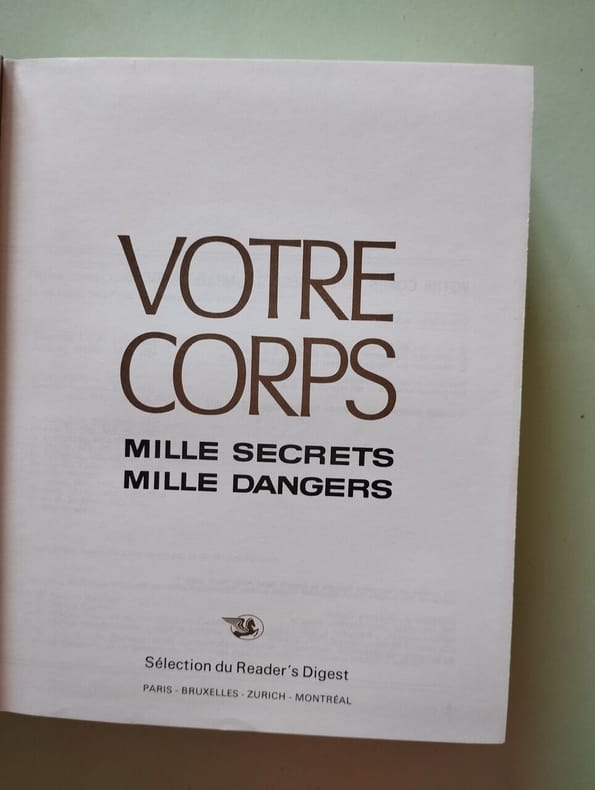 VOTRE
CORPS
MILLE SECRETS
MILLE DANGERS
Sélection du Reader's Digest
PARIS - BRUXELLES - ZURICH - MONTRÉAL